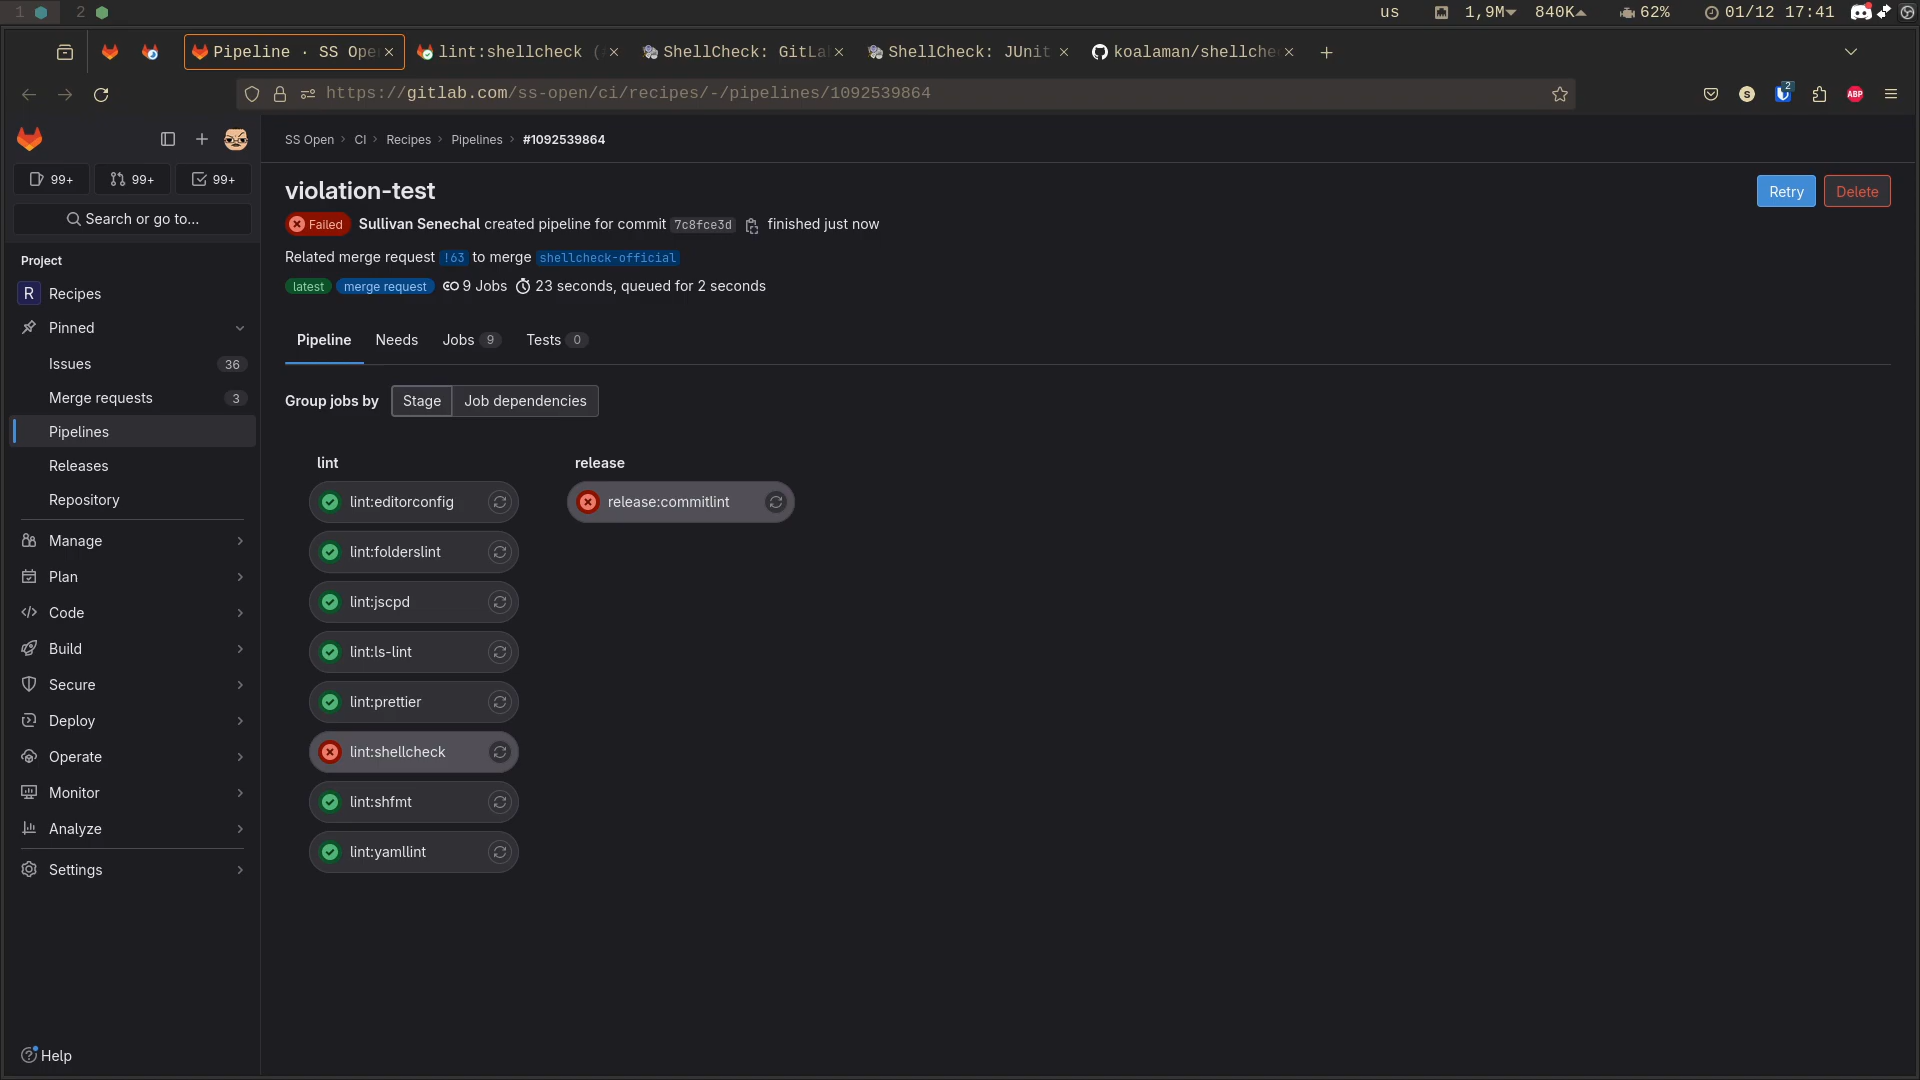 1 2 us 1,9M 840K 62% 01/12 17:41
Pipeline · SS Ope lint:shellcheck ShellCheck: GitLa ShellCheck: JUnit koalaman/shellche
https://gitlab.com/ss-open/ci/recipes/-/pipelines/1092539864
S 2 ABP
SS Open CI Recipes Pipelines #1092539864
99+ 99+ 99+
Search or go to...
Project
R Recipes
Pinned
Issues 36
Merge requests 3
Pipelines
Releases
Repository
Manage
Plan
Code
Build
Secure
Deploy
Operate
Monitor
Analyze
Settings
Help
violation-test
Retry Delete
Failed Sullivan Senechal created pipeline for commit 7c8fce3d finished just now
Related merge request !63 to merge shellcheck-official
latest merge request 9 Jobs 23 seconds, queued for 2 seconds
Pipeline Needs Jobs 9 Tests 0
Group jobs by Stage Job dependencies
lint
lint:editorconfig
lint:folderslint
lint:jscpd
lint:ls-lint
lint:prettier
lint:shellcheck
lint:shfmt
lint:yamllint
release
release:commitlint